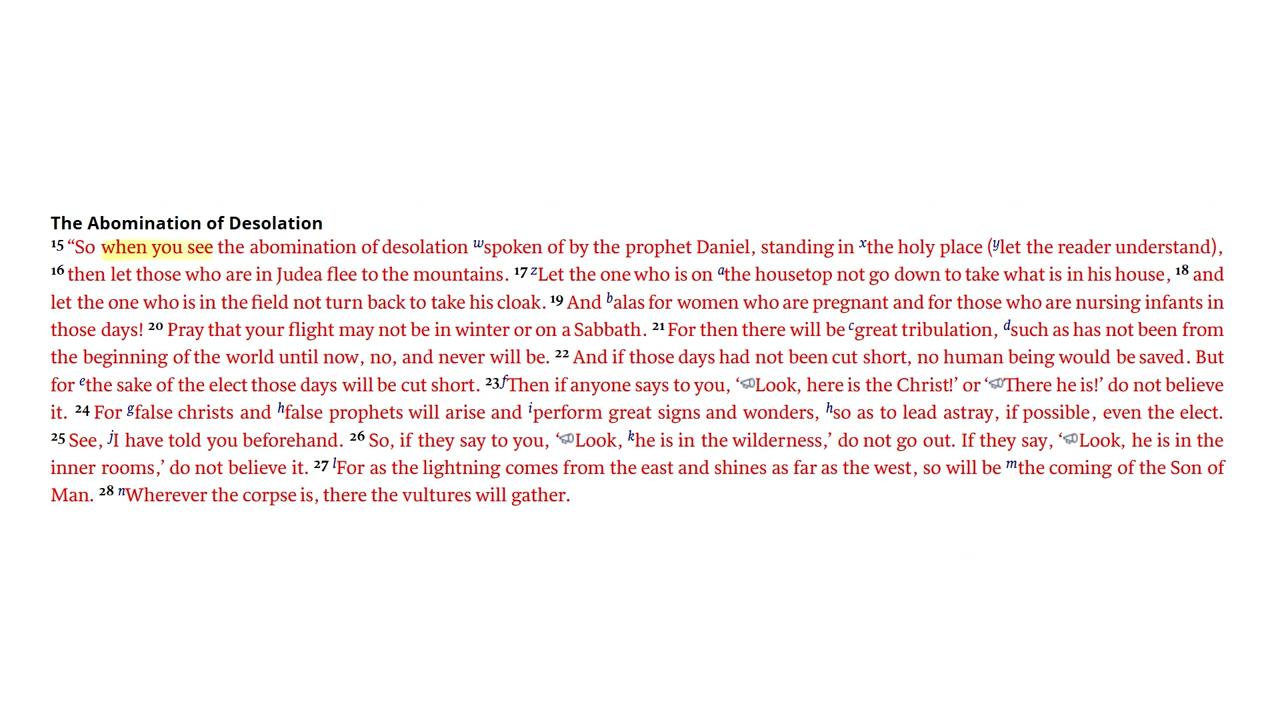 The Abomination of Desolation
15 “So when you see the abomination of desolation wspoken of by the prophet Daniel, standing in xthe holy place (ylet the reader understand),
16 then let those who are in Judea flee to the mountains. 17 zLet the one who is on athe housetop not go down to take what is in his house, 18 and
let the one who is in the field not turn back to take his cloak. 19 And balas for women who are pregnant and for those who are nursing infants in
those days! 20 Pray that your flight may not be in winter or on a Sabbath. 21 For then there will be cgreat tribulation, dsuch as has not been from
the beginning of the world until now, no, and never will be. 22 And if those days had not been cut short, no human being would be saved. But
for ethe sake of the elect those days will be cut short. 23 fThen if anyone says to you, ‘Look, here is the Christ!’ or ‘There he is!’ do not believe
it. 24 For gfalse christs and hfalse prophets will arise and iperform great signs and wonders, hso as to lead astray, if possible, even the elect.
25 See, jI have told you beforehand. 26 So, if they say to you, ‘Look, khe is in the wilderness,’ do not go out. If they say, ‘Look, he is in the
inner rooms,’ do not believe it. 27 lFor as the lightning comes from the east and shines as far as the west, so will be mthe coming of the Son of
Man. 28 nWherever the corpse is, there the vultures will gather.